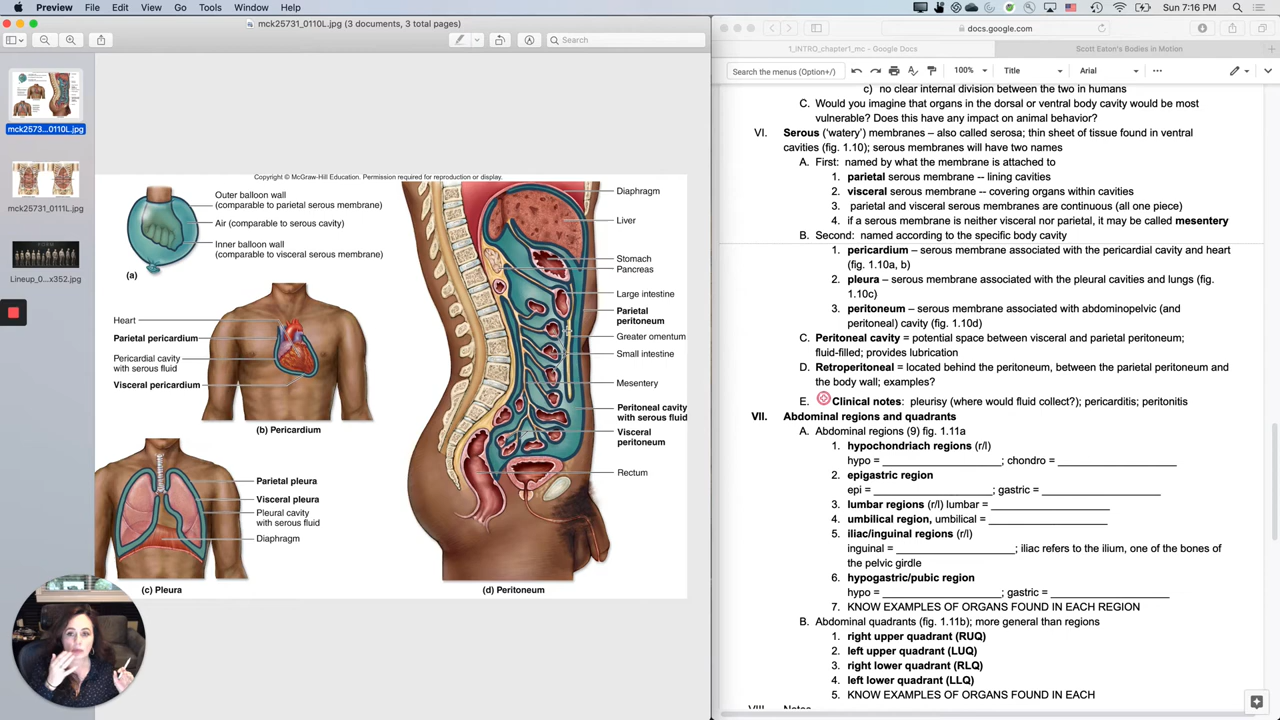 Preview File Edit View Go Tools Window Help
Sun 7:16 PM
mck25731_0110L.jpg (3 documents, 3 total pages)
Search
mck2573...0110L.jpg
mck25731_0111L.jpg
Lineup_0...x352.jpg
Copyright © McGraw-Hill Education. Permission required for reproduction or display.
Outer balloon wall
(comparable to parietal serous membrane)
Air (comparable to serous cavity)
Inner balloon wall
(comparable to visceral serous membrane)
(a)
Heart
Parietal pericardium
Pericardial cavity
with serous fluid
Visceral pericardium
(b) Pericardium
Parietal pleura
Visceral pleura
Pleural cavity
with serous fluid
Diaphragm
(c) Pleura
Diaphragm
Liver
Stomach
Pancreas
Large intestine
Parietal
peritoneum
Greater omentum
Small intestine
Mesentery
Peritoneal cavity
with serous fluid
Visceral
peritoneum
Rectum
(d) Peritoneum
docs.google.com
1_INTRO_chapter1_mc - Google Docs
Scott Eaton's Bodies in Motion
Search the menus (Option+/)
100%
Title
Arial
c) no clear internal division between the two in humans
C. Would you imagine that organs in the dorsal or ventral body cavity would be most
vulnerable? Does this have any impact on animal behavior?
VI. Serous ('watery') membranes – also called serosa; thin sheet of tissue found in ventral
cavities (fig. 1.10); serous membranes will have two names
A. First: named by what the membrane is attached to
1. parietal serous membrane -- lining cavities
2. visceral serous membrane -- covering organs within cavities
3. parietal and visceral serous membranes are continuous (all one piece)
4. if a serous membrane is neither visceral nor parietal, it may be called mesentery
B. Second: named according to the specific body cavity
1. pericardium – serous membrane associated with the pericardial cavity and heart
(fig. 1.10a, b)
2. pleura – serous membrane associated with the pleural cavities and lungs (fig.
1.10c)
3. peritoneum – serous membrane associated with abdominopelvic (and
peritoneal) cavity (fig. 1.10d)
C. Peritoneal cavity = potential space between visceral and parietal peritoneum;
fluid-filled; provides lubrication
D. Retroperitoneal = located behind the peritoneum, between the parietal peritoneum and
the body wall; examples?
E. Clinical notes: pleurisy (where would fluid collect?); pericarditis; peritonitis
VII. Abdominal regions and quadrants
A. Abdominal regions (9) fig. 1.11a
1. hypochondriach regions (r/l)
hypo = ____________________; chondro = ____________________
2. epigastric region
epi = ____________________; gastric = ____________________
3. lumbar regions (r/l) lumbar = ____________________
4. umbilical region, umbilical = ____________________
5. iliac/inguinal regions (r/l)
inguinal = ____________________; iliac refers to the ilium, one of the bones of
the pelvic girdle
6. hypogastric/pubic region
hypo = ____________________; gastric = ____________________
7. KNOW EXAMPLES OF ORGANS FOUND IN EACH REGION
B. Abdominal quadrants (fig. 1.11b); more general than regions
1. right upper quadrant (RUQ)
2. left upper quadrant (LUQ)
3. right lower quadrant (RLQ)
4. left lower quadrant (LLQ)
5. KNOW EXAMPLES OF ORGANS FOUND IN EACH
VIII. Notes